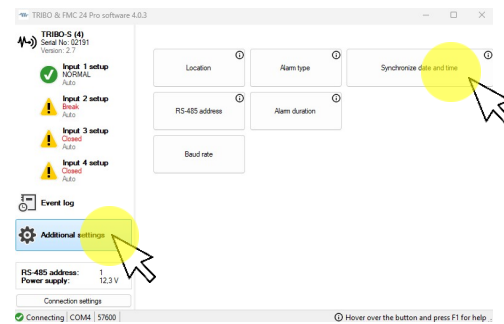 TRIBO & FMC 24 Pro software 4.0.3
TRIBO-S (4)
Serial No: 02191
Version: 2.7
Input 1 setup
NORMAL
Auto
Input 2 setup
Break
Auto
Input 3 setup
Closed
Auto
Input 4 setup
Closed
Auto
Event log
Additional settings
RS-485 address: 1
Power supply: 12,3 V
Connection settings
Location
Alarm type
Synchronize date and time
RS-485 address
Alarm duration
Baud rate
Connecting COM4 57600
Hover over the button and press F1 for help